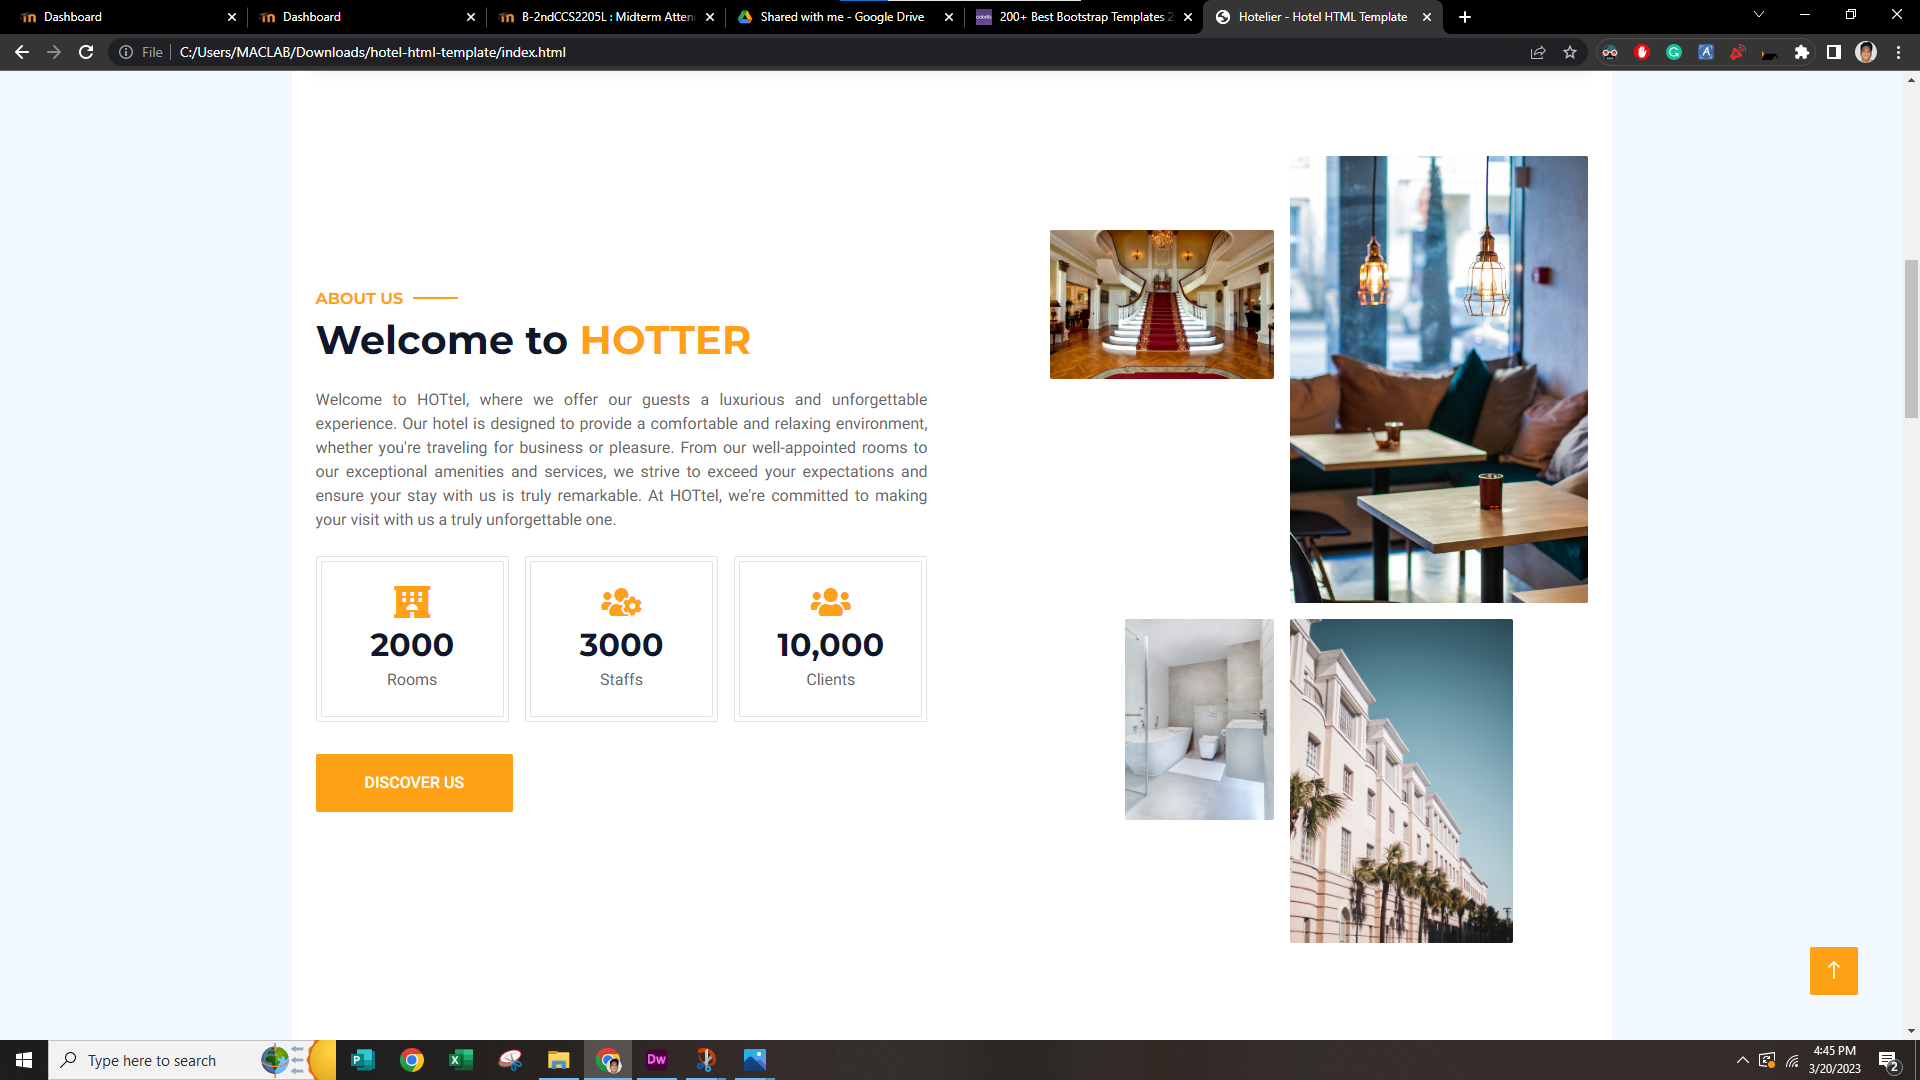 Dashboard
Dashboard
B-2ndCCS2205L : Midterm Atten
Shared with me - Google Drive
200+ Best Bootstrap Templates 2
Hotelier - Hotel HTML Template
File
C:/Users/MACLAB/Downloads/hotel-html-template/index.html
ABOUT US
Welcome to HOTTER
Welcome to HOTtel, where we offer our guests a luxurious and unforgettable
experience. Our hotel is designed to provide a comfortable and relaxing environment,
whether you're traveling for business or pleasure. From our well-appointed rooms to
our exceptional amenities and services, we strive to exceed your expectations and
ensure your stay with us is truly remarkable. At HOTtel, we're committed to making
your visit with us a truly unforgettable one.
2000
Rooms
3000
Staffs
10,000
Clients
DISCOVER US
Type here to search
Dw
4:45 PM
3/20/2023
2